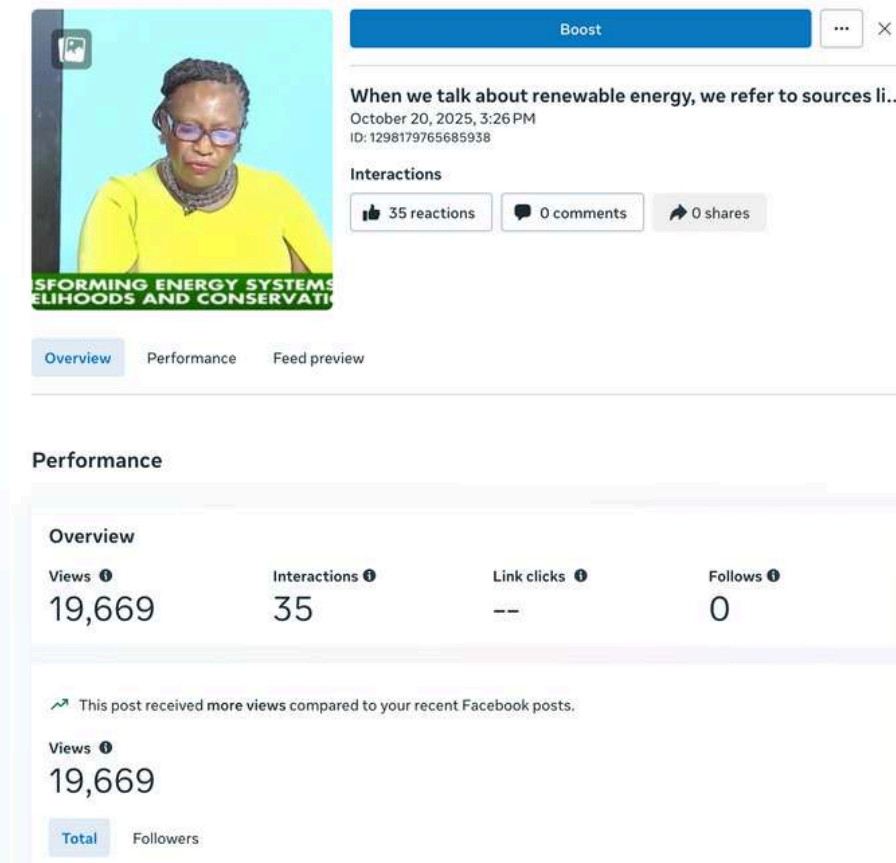 Boost
When we talk about renewable energy, we refer to sources li...
October 20, 2025, 3:26 PM
ID: 1298179765685938
Interactions
35 reactions 0 comments 0 shares
SFORMING ENERGY SYSTEMS
ELIHOODS AND CONSERVATI
Overview Performance Feed preview
Performance
Overview
Views Interactions Link clicks Follows
19,669 35 -- 0
This post received more views compared to your recent Facebook posts.
Views
19,669
Total Followers